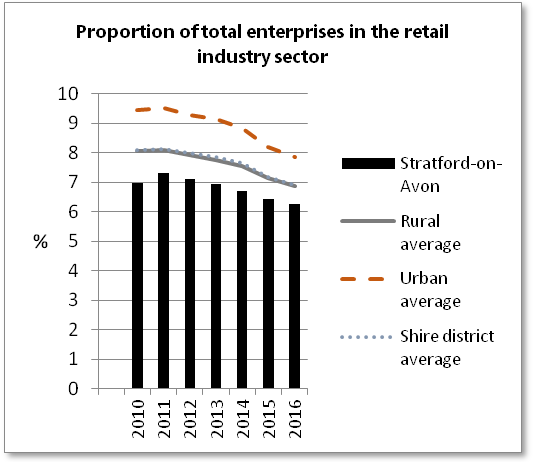 Proportion of total enterprises in the retail
industry sector
10
9
8
7
6
5
4
3
2
1
0
%
2010
2011
2012
2013
2014
2015
2016
Stratford-on-
Avon
Rural
average
Urban
average
Shire district
average